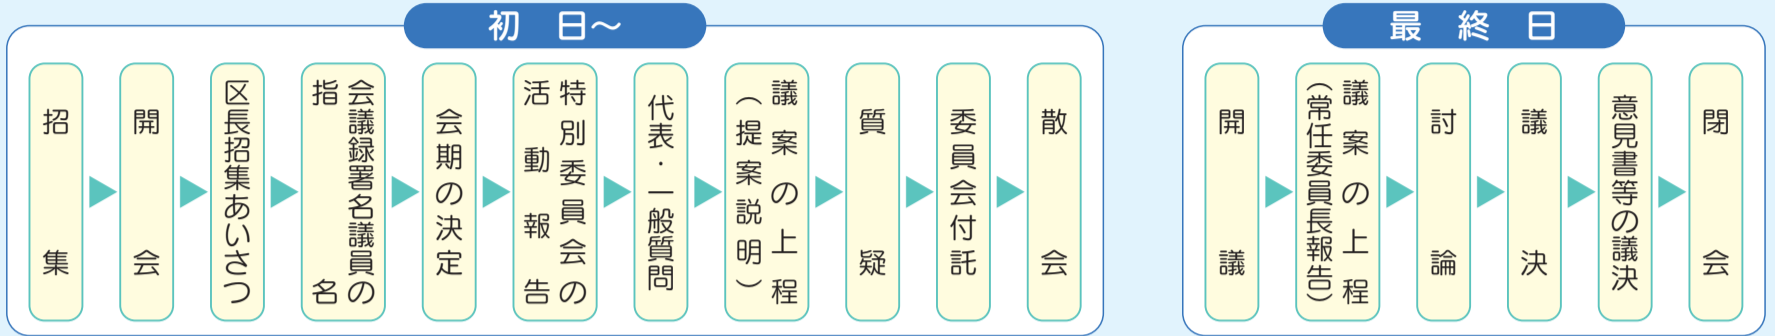 初日～
招集
開会
区長招集あいさつ
会議録署名議員の
指名
会期の決定
特別委員会の
活動報告
代表・一般質問
議案の上程
（提案説明）
質疑
委員会付託
散会
最終日
開議
議案の上程
（常任委員長報告）
討論
議決
意見書等の議決
閉会